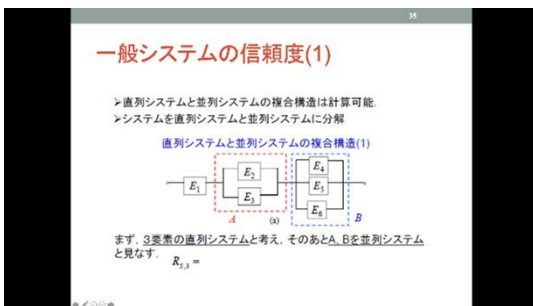 35
一般システムの信頼度(1)
➢直列システムと並列システムの複合構造は計算可能.
➢システムを直列システムと並列システムに分解
直列システムと並列システムの複合構造(1)
E1
E2
E3
E4
E5
E6
A
(a)
B
まず，3要素の直列システムと考え，そのあとA, Bを並列システム
と見なす.
RS,3 =